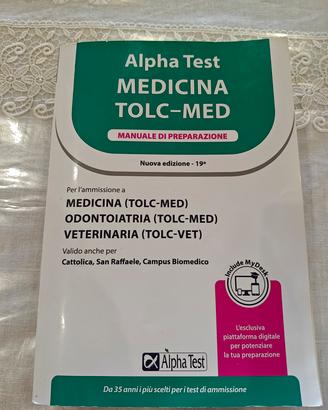 Alpha Test
MEDICINA
TOLC–MED
MANUALE DI PREPARAZIONE
Nuova edizione - 19ª
Per l'ammissione a
MEDICINA (TOLC-MED)
ODONTOIATRIA (TOLC-MED)
VETERINARIA (TOLC-VET)
Valido anche per
Cattolica, San Raffaele, Campus Biomedico
Include MyDesk
L'esclusiva
piattaforma digitale
per potenziare
la tua preparazione
Alpha Test
Da 35 anni i più scelti per i test di ammissione